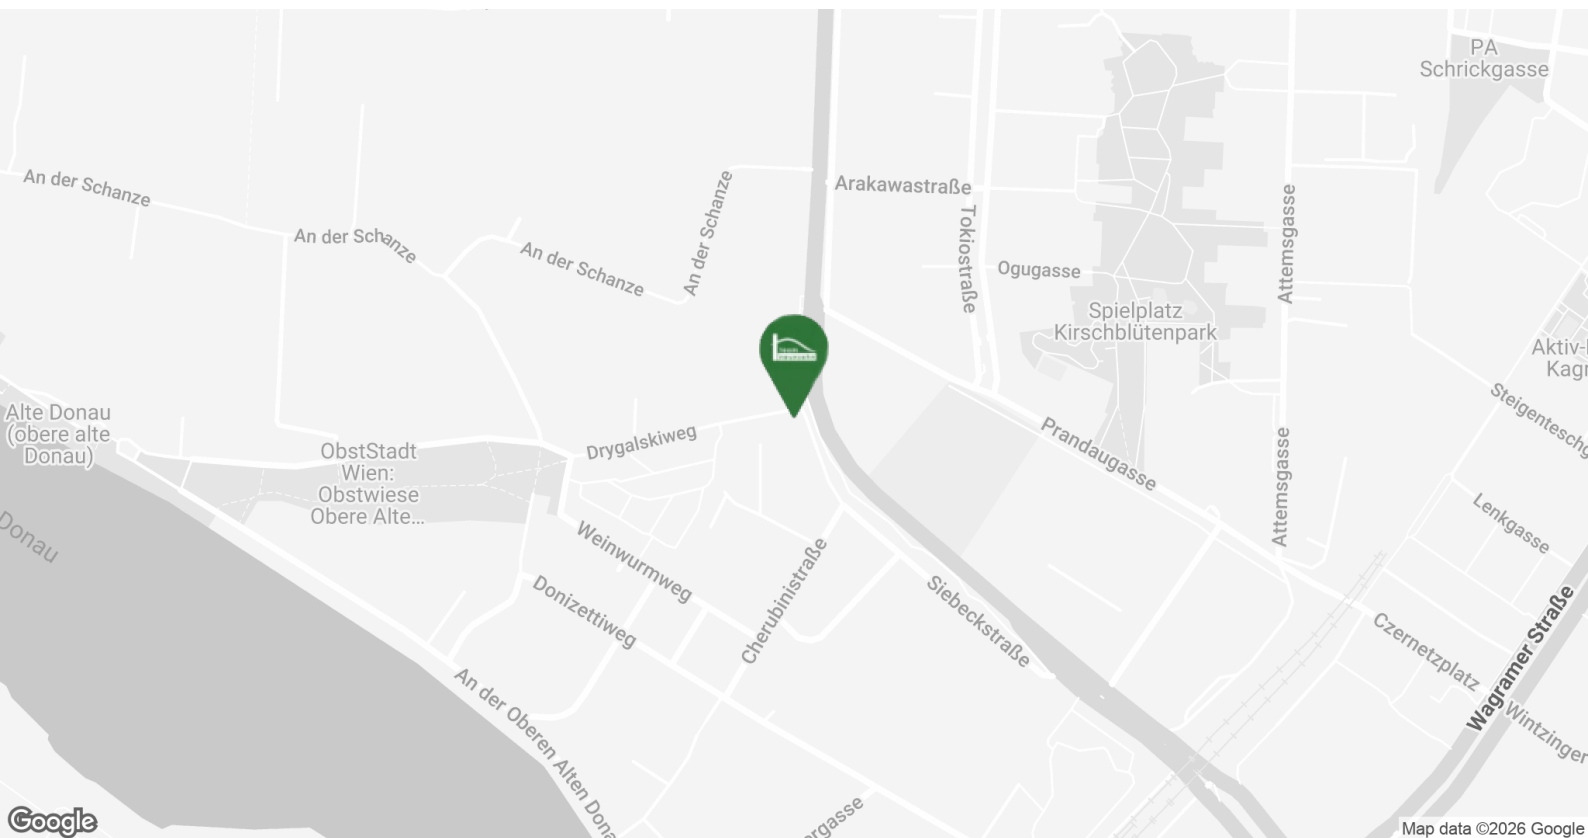 PA
Schrickgasse
An der Schanze
An der Schanze
An der Schanze
An der Schanze
Arakawastraße
Tokiostraße
Attemsgasse
Ogugasse
Spielplatz
Kirschblütenpark
Aktiv-
Kagr
Steigenteschg
Alte Donau
(obere alte
Donau)
ObstStadt
Wien:
Obstwiese
Obere Alte...
Drygalskiweg
Prandaugasse
Attemsgasse
Lenkgasse
Donau
Weinwurmweg
Donizettiweg
Cherubinistraße
Siebeckstraße
Czernetzplatz
Wagramer Straße
Wintzinger
An der Oberen Alten Dona
ergasse
Google
Map data ©2026 Google